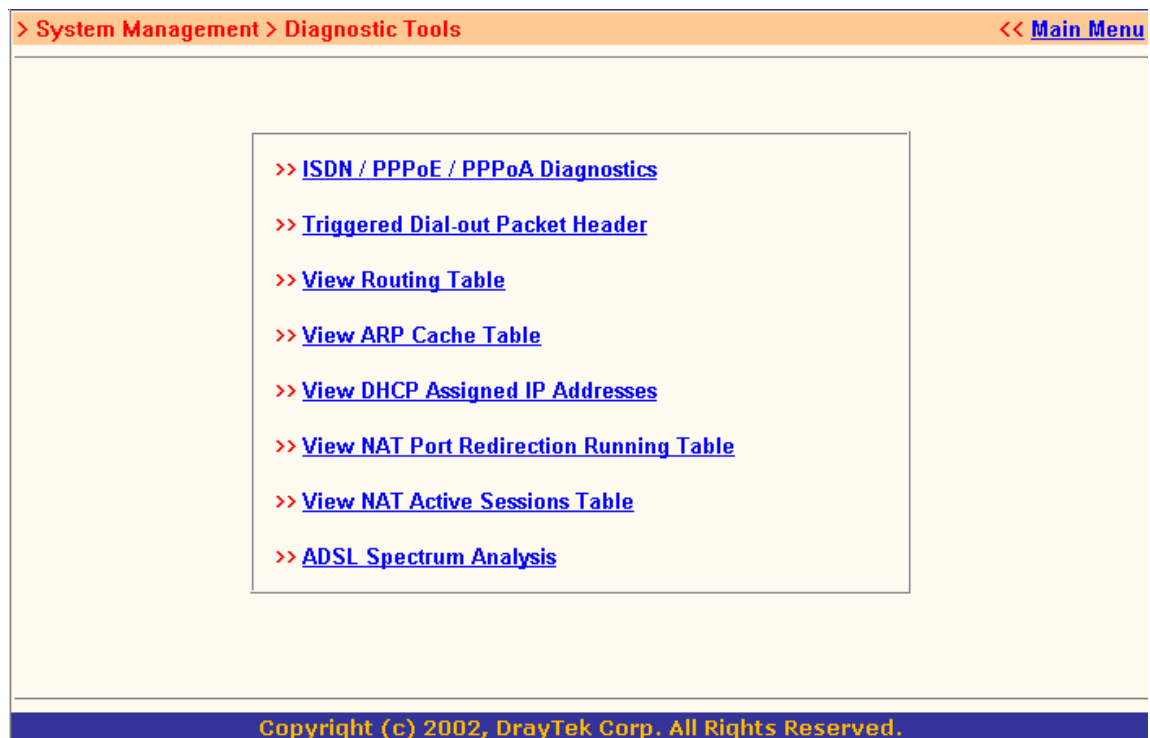 > System Management > Diagnostic Tools << Main Menu
>> ISDN / PPPoE / PPPoA Diagnostics
>> Triggered Dial-out Packet Header
>> View Routing Table
>> View ARP Cache Table
>> View DHCP Assigned IP Addresses
>> View NAT Port Redirection Running Table
>> View NAT Active Sessions Table
>> ADSL Spectrum Analysis
Copyright (c) 2002, DrayTek Corp. All Rights Reserved.